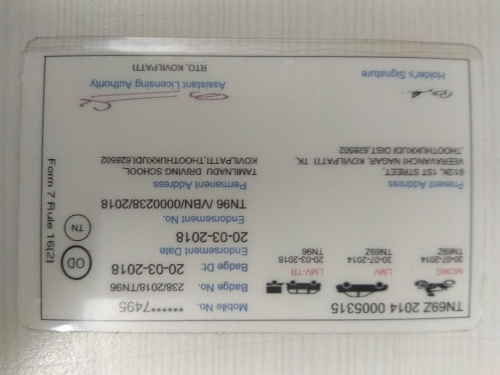 TN69Z 2014 0005315
Mobile No. ******7495
MCWG LMV LMV-TR
30-07-2014 30-07-2014 20-03-2018
TN69Z TN69Z TN96
Badge No. 238/2018/TN96
Badge Dt. 20-03-2018
Endorsement Date
20-03-2018
Endorsement No.
TN96 /VBN/0000238/2018
OD
TN
Form 7 Rule 16(2)
Present Address
61/2K, 1ST STREET,
VEERAVANCHI NAGAR, KOVILPATTI TK,
THOOTHUKKUDI DIST,628502
Permanent Address
TAMILNADU DRIVING SCHOOL,
KOVILPATTI,THOOTHUKKUDI,628502
Holder's Signature
Assistant Licensing Authority
RTO, KOVILPATTI